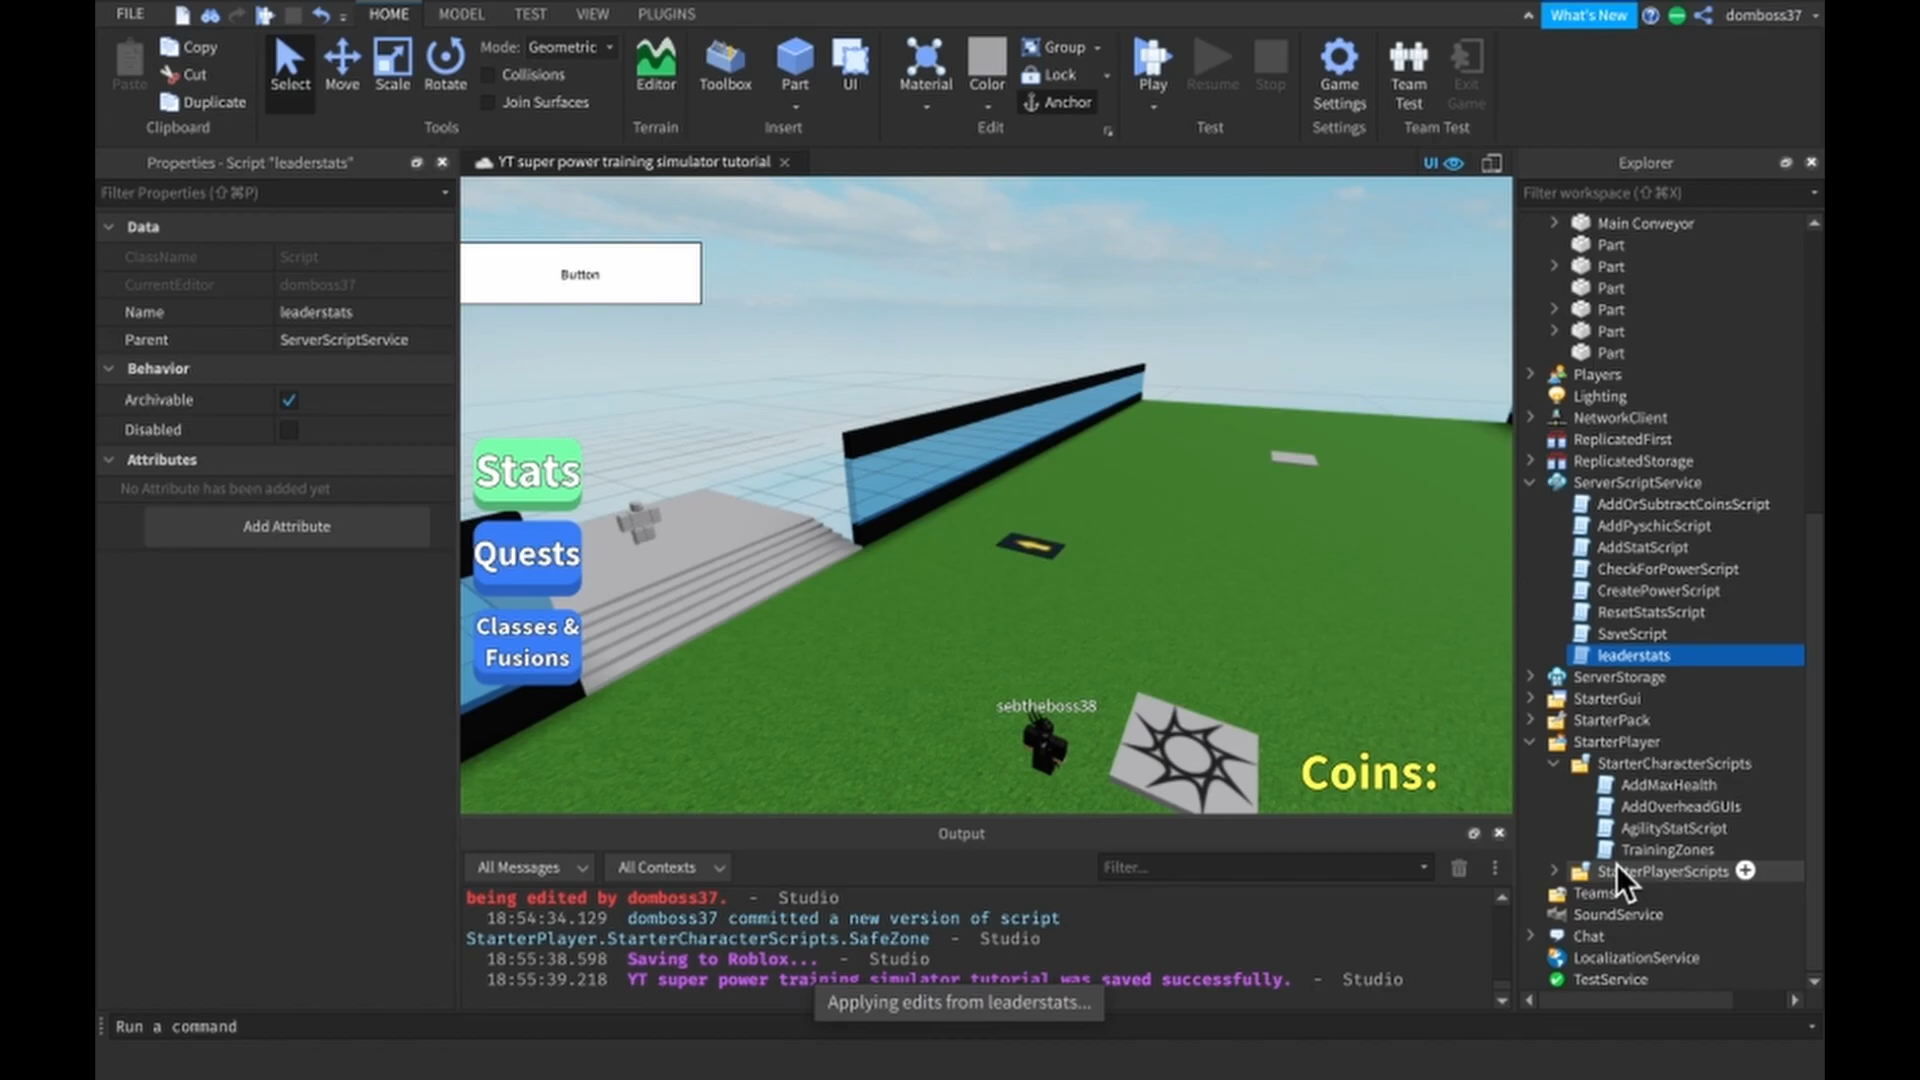 FILE
HOME
MODEL
TEST
VIEW
PLUGINS
What's New
domboss37
Paste
Copy
Cut
Duplicate
Clipboard
Select
Move
Scale
Rotate
Mode: Geometric
Collisions
Join Surfaces
Tools
Editor
Terrain
Toolbox
Part
UI
Insert
Material
Color
Group
Lock
Anchor
Edit
Play
Resume
Stop
Test
Game
Settings
Settings
Team
Test
Exit
Game
Team Test
Properties - Script "leaderstats"
Filter Properties (⇧⌘P)
Data
ClassName Script
CurrentEditor domboss37
Name leaderstats
Parent ServerScriptService
Behavior
Archivable
Disabled
Attributes
No Attribute has been added yet
Add Attribute
YT super power training simulator tutorial
UI
Button
Stats
Quests
Classes &
Fusions
sebtheboss38
Coins:
Output
All Messages
All Contexts
Filter...
being edited by domboss37. - Studio
18:54:34.129 domboss37 committed a new version of script
StarterPlayer.StarterCharacterScripts.SafeZone - Studio
18:55:38.598 Saving to Roblox... - Studio
18:55:39.218 YT super power training simulator tutorial was saved successfully. - Studio
Applying edits from leaderstats...
Run a command
Explorer
Filter workspace (⇧⌘X)
Main Conveyor
Part
Part
Part
Part
Part
Part
Players
Lighting
NetworkClient
ReplicatedFirst
ReplicatedStorage
ServerScriptService
AddOrSubtractCoinsScript
AddPyschicScript
AddStatScript
CheckForPowerScript
CreatePowerScript
ResetStatsScript
SaveScript
leaderstats
ServerStorage
StarterGui
StarterPack
StarterPlayer
StarterCharacterScripts
AddMaxHealth
AddOverheadGUIs
AgilityStatScript
TrainingZones
StarterPlayerScripts
Teams
SoundService
Chat
LocalizationService
TestService